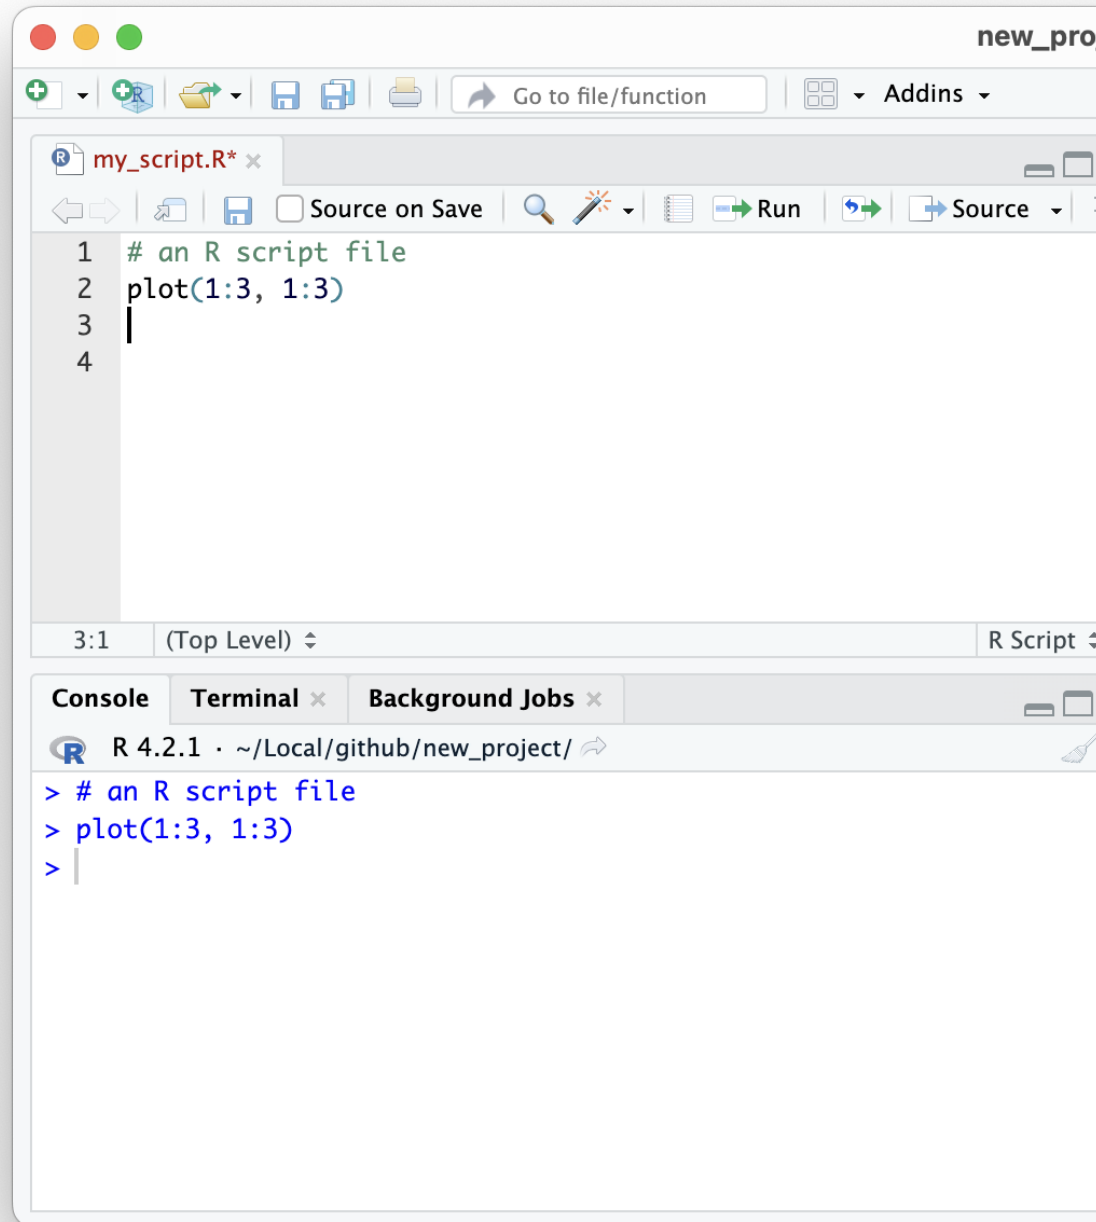 new_pro
Go to file/function
Addins
my_script.R*
Source on Save
Run
Source
1 # an R script file
2 plot(1:3, 1:3)
3
4
3:1 (Top Level) R Script
Console Terminal Background Jobs
R 4.2.1 · ~/Local/github/new_project/
> # an R script file
> plot(1:3, 1:3)
>